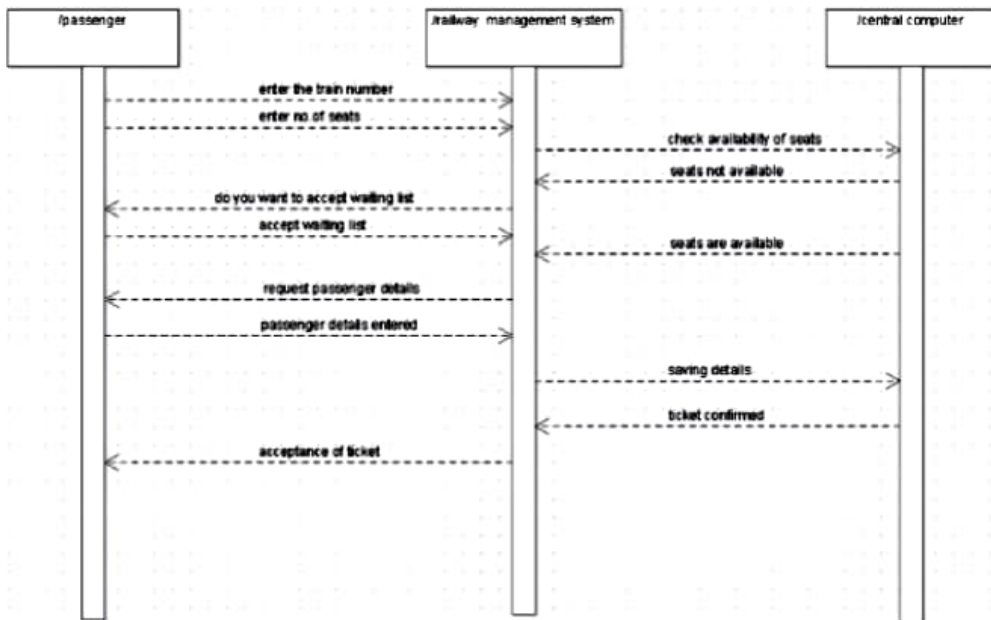 /passenger
/railway management system
/central computer
enter the train number
enter no.of seats
check availability of seats
seats not available
do you want to accept waiting list
accept waiting list
seats are available
request passenger details
passenger details entered
saving details
ticket confirmed
acceptance of ticket